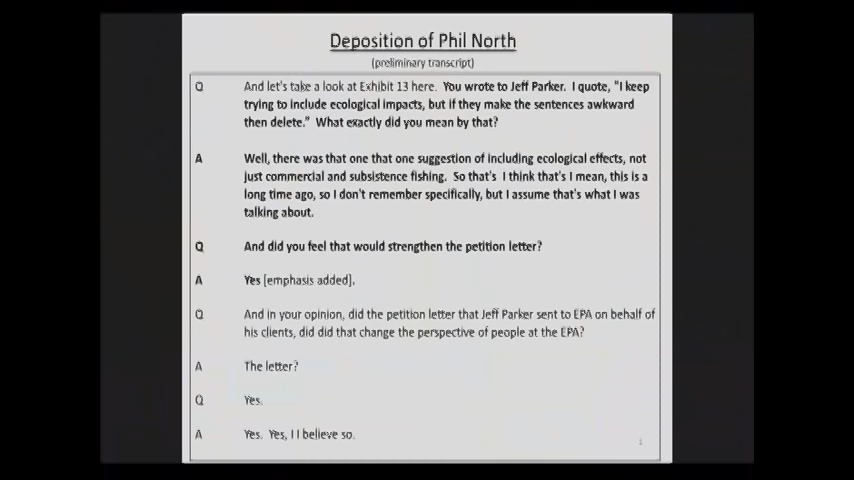 Deposition of Phil North
(preliminary transcript)
Q And let's take a look at Exhibit 13 here. You wrote to Jeff Parker. I quote, "I keep
trying to include ecological impacts, but if they make the sentences awkward
then delete." What exactly did you mean by that?
A Well, there was that one that one suggestion of including ecological effects, not
just commercial and subsistence fishing. So that's I think that's I mean, this is a
long time ago, so I don't remember specifically, but I assume that's what I was
talking about.
Q And did you feel that would strengthen the petition letter?
A Yes [emphasis added].
Q And in your opinion, did the petition letter that Jeff Parker sent to EPA on behalf of
his clients, did did that change the perspective of people at the EPA?
A The letter?
Q Yes.
A Yes. Yes, I I believe so.